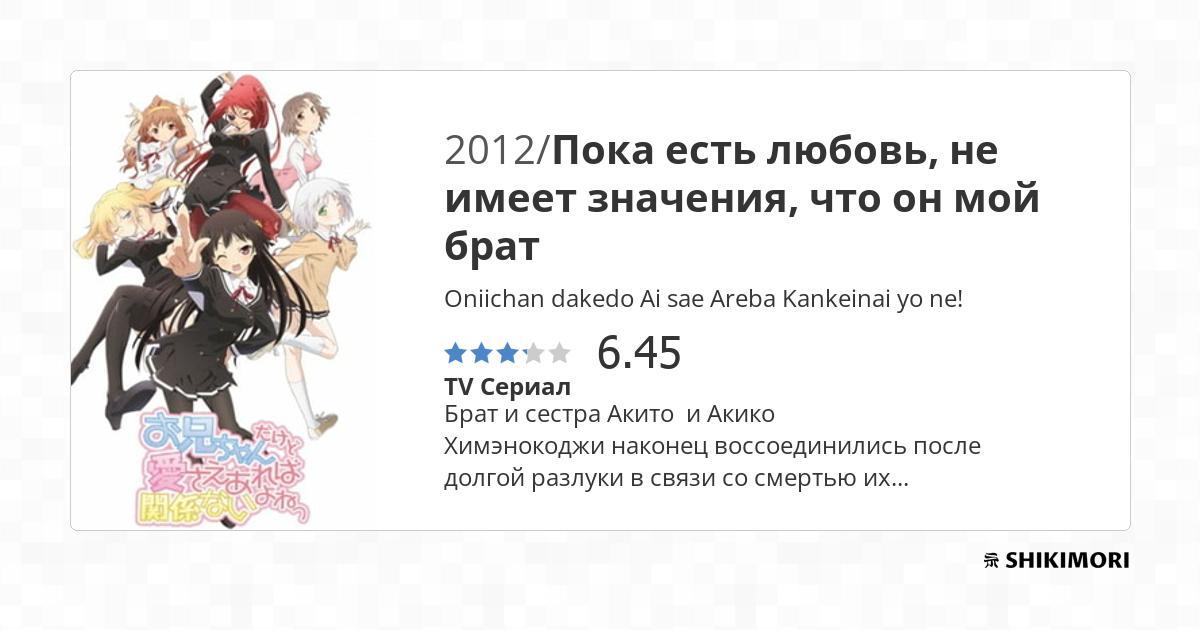 2012/Пока есть любовь, не
имеет значения, что он мой
брат
Oniichan dakedo Ai sae Areba Kankeinai yo ne!
6.45
TV Сериал
Брат и сестра Акито и Акико
Химэнокоджи наконец воссоединились после
долгой разлуки в связи со смертью их...
お兄ちゃんだけど
愛さえあれば
関係ないよねっ
SHIKIMORI